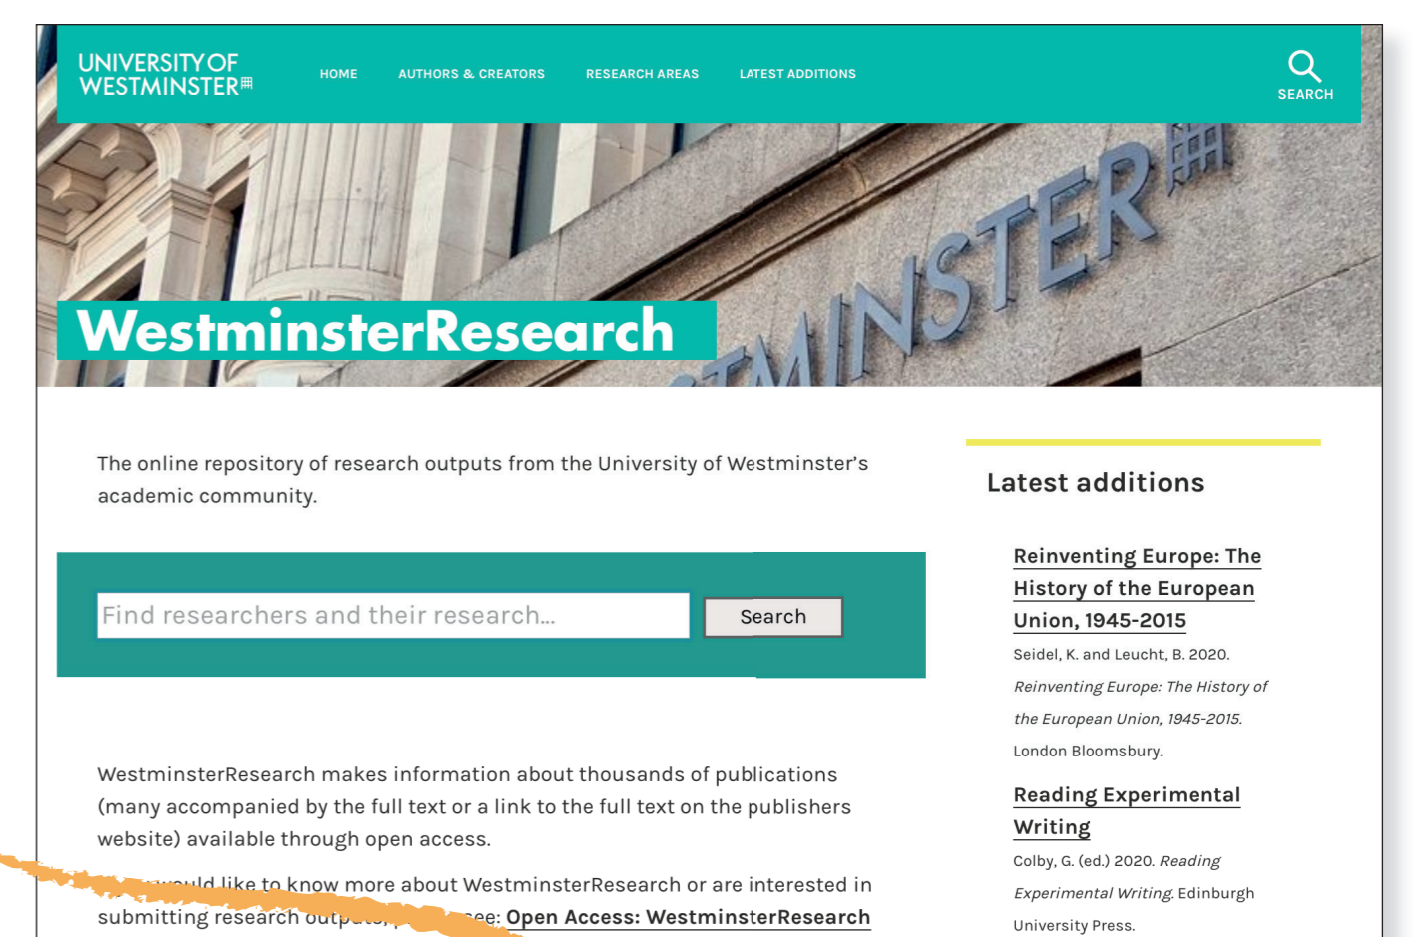 UNIVERSITY OF
WESTMINSTER
HOME AUTHORS & CREATORS RESEARCH AREAS LATEST ADDITIONS
SEARCH
MINSTER
WestminsterResearch
The online repository of research outputs from the University of Westminster's
academic community.
Find researchers and their research...
Search
WestminsterResearch makes information about thousands of publications
(many accompanied by the full text or a link to the full text on the publishers
website) available through open access.
like to know more about WestminsterResearch or are interested in
submitting research see: Open Access: WestminsterResearch
Latest additions
Reinventing Europe: The
History of the European
Union, 1945-2015
Seidel, K. and Leucht, B. 2020.
Reinventing Europe: The History of
the European Union, 1945-2015.
London Bloomsbury.
Reading Experimental
Writing
Colby, G. (ed.) 2020. Reading
Experimental Writing. Edinburgh
University Press.